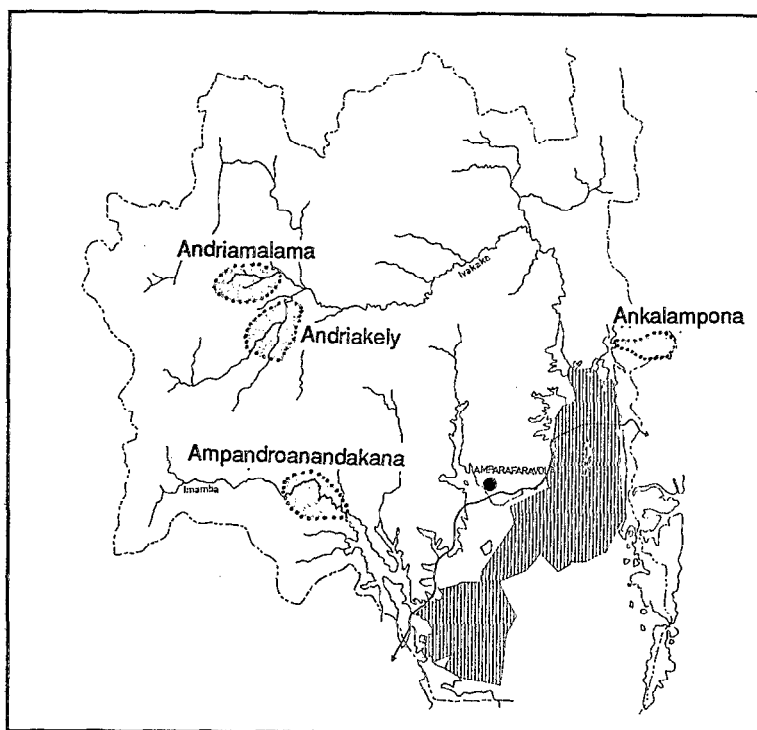 Andriamalama
Ivakaka
Ankalampona
Andriakely
Ampandroanandakana
AMPARAFARAVOLA
Imamba